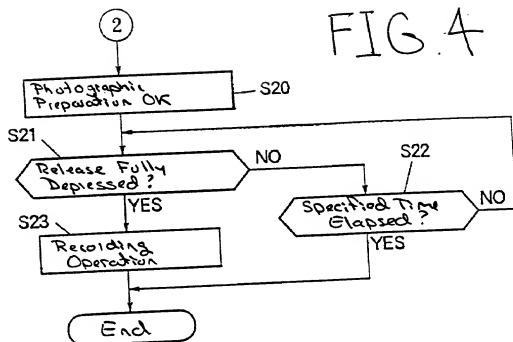 FIG. 4
2
Photographic
Preparation OK
S20
S21
Release Fully
Depressed?
NO
YES
S22
Specified Time
Elapsed?
NO
YES
S23
Recording
Operation
End